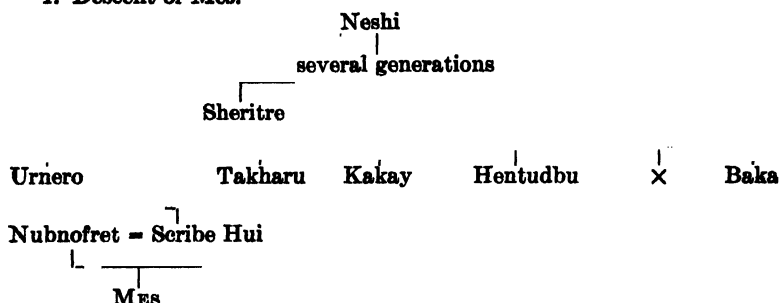 1. Descent of Mes.
Neshi
several generations
Sheritre
Urnero Takharu Kakay Hentudbu × Baka
Nubnofret = Scribe Hui
MES